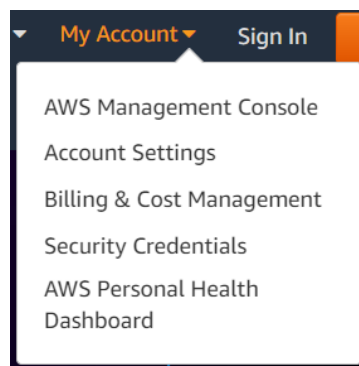 My Account Sign In
AWS Management Console
Account Settings
Billing & Cost Management
Security Credentials
AWS Personal Health
Dashboard